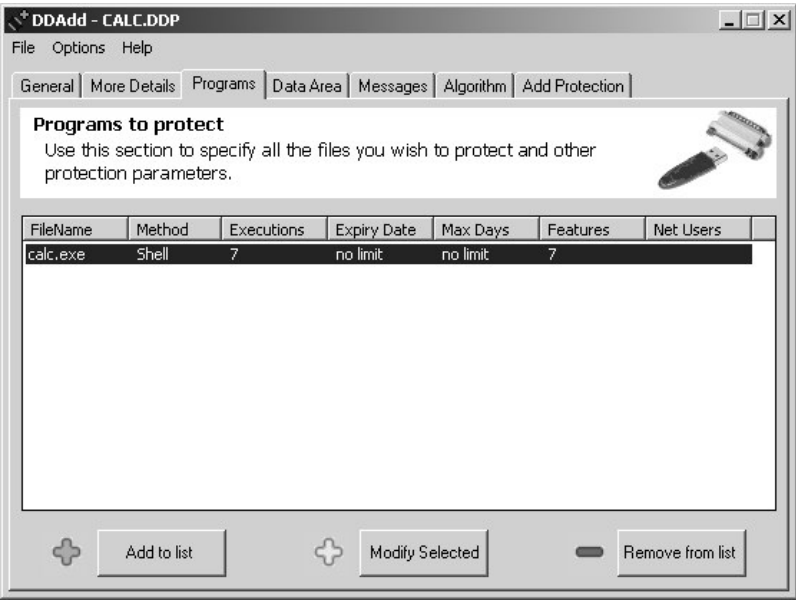 DDAdd - CALC.DDP
File Options Help
General More Details Programs Data Area Messages Algorithm Add Protection
Programs to protect
Use this section to specify all the files you wish to protect and other
protection parameters.
FileName Method Executions Expiry Date Max Days Features Net Users
calc.exe Shell 7 no limit no limit 7
Add to list Modify Selected Remove from list